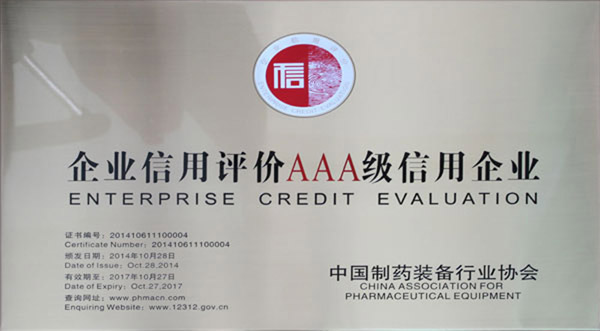 信
ENTERPRISE CREDIT EVALUATION
企业信用评价AAA级信用企业
ENTERPRISE CREDIT EVALUATION
证书编号：201410611100004
Certificate Number: 201410611100004
颁发日期：2014年10月28日
Date of Issue: Oct.28,2014
有效期至：2017年10月27日
Date of Expiry: Oct.27,2017
查询网址：www.phmacn.com
Enquiring Website: www.12312.gov.cn
中国制药装备行业协会
CHINA ASSOCIATION FOR
PHARMACEUTICAL EQUIPMENT